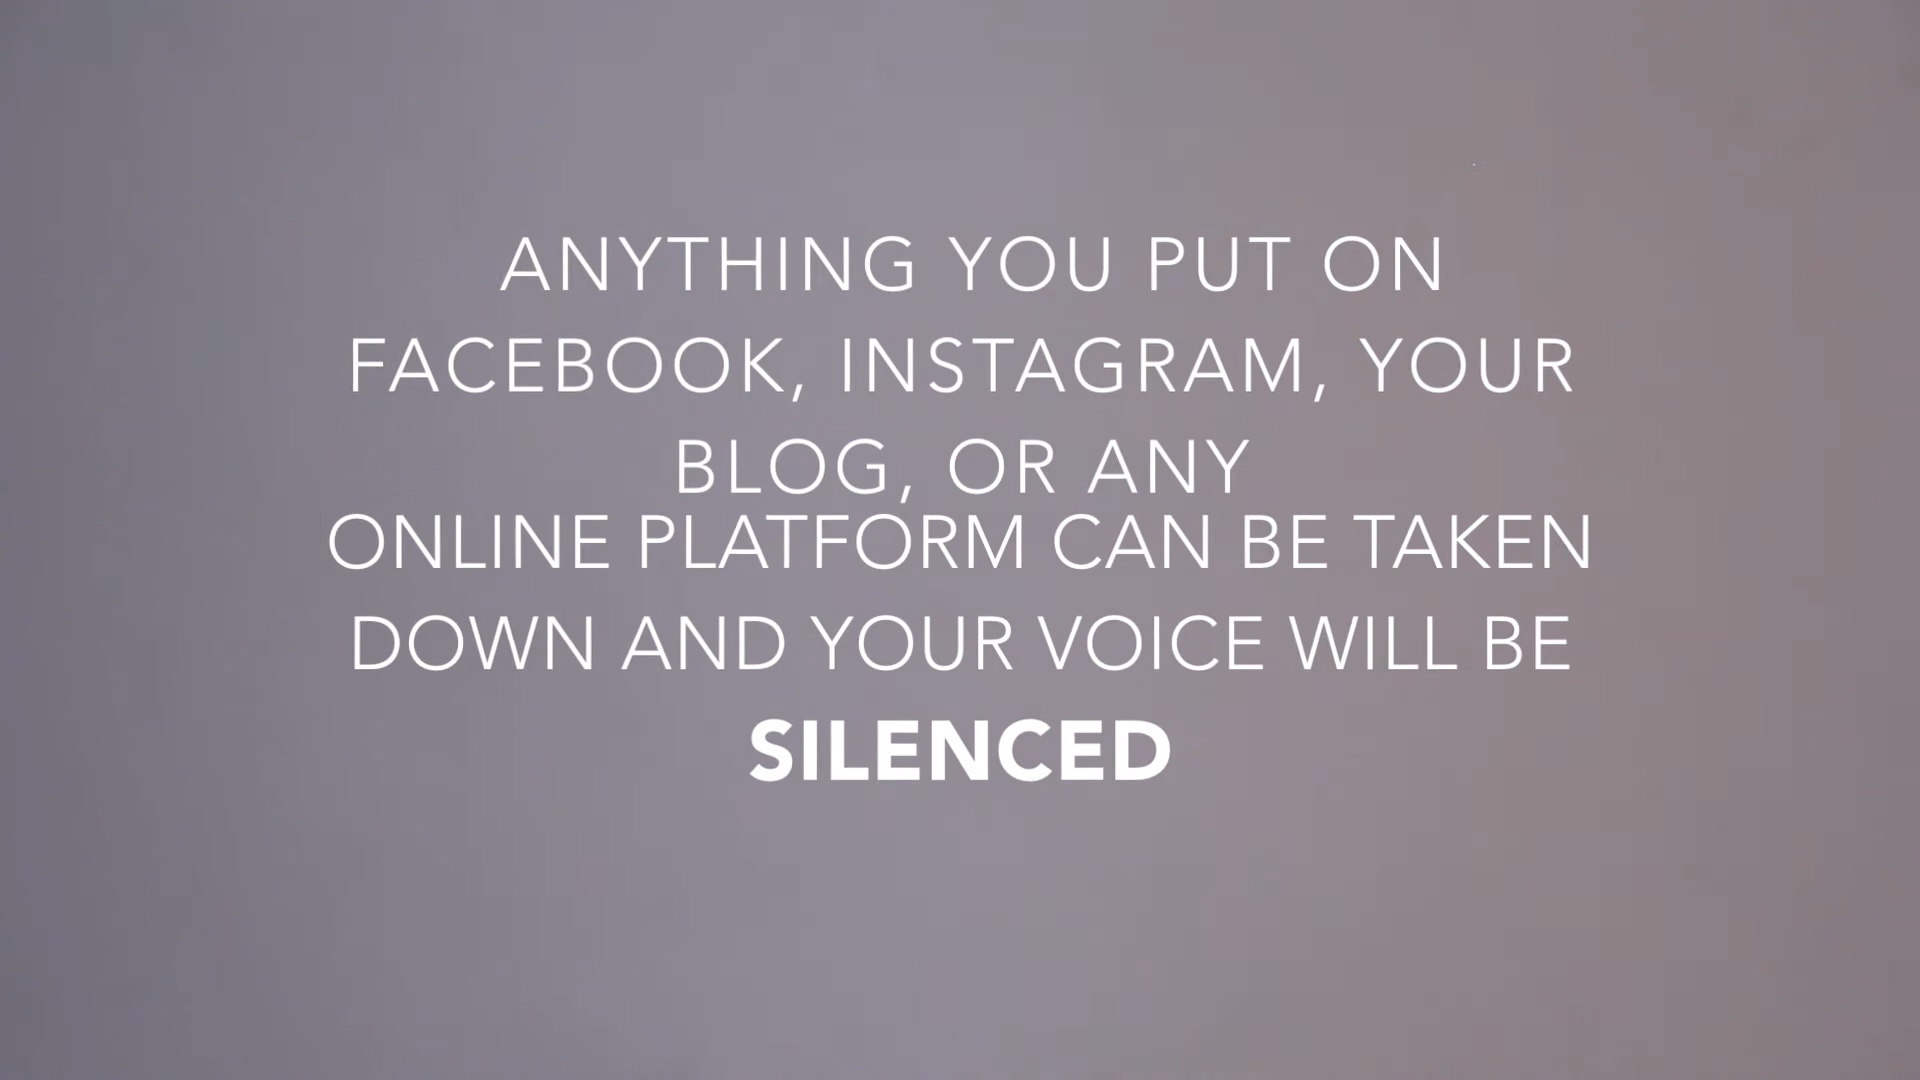 ANYTHING YOU PUT ON
FACEBOOK, INSTAGRAM, YOUR
BLOG, OR ANY
ONLINE PLATFORM CAN BE TAKEN
DOWN AND YOUR VOICE WILL BE
SILENCED